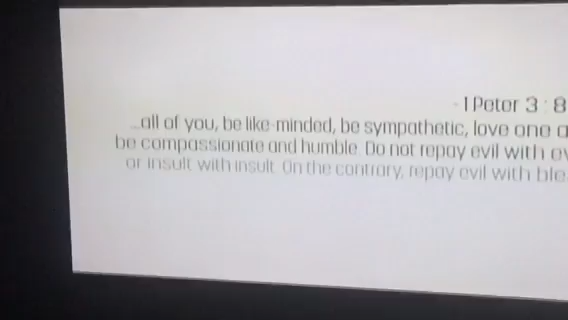 - 1 Peter 3 : 8
...all of you, be like-minded, be sympathetic, love one
be compassionate and humble. Do not repay evil with
or insult with insult. On the contrary, repay evil with